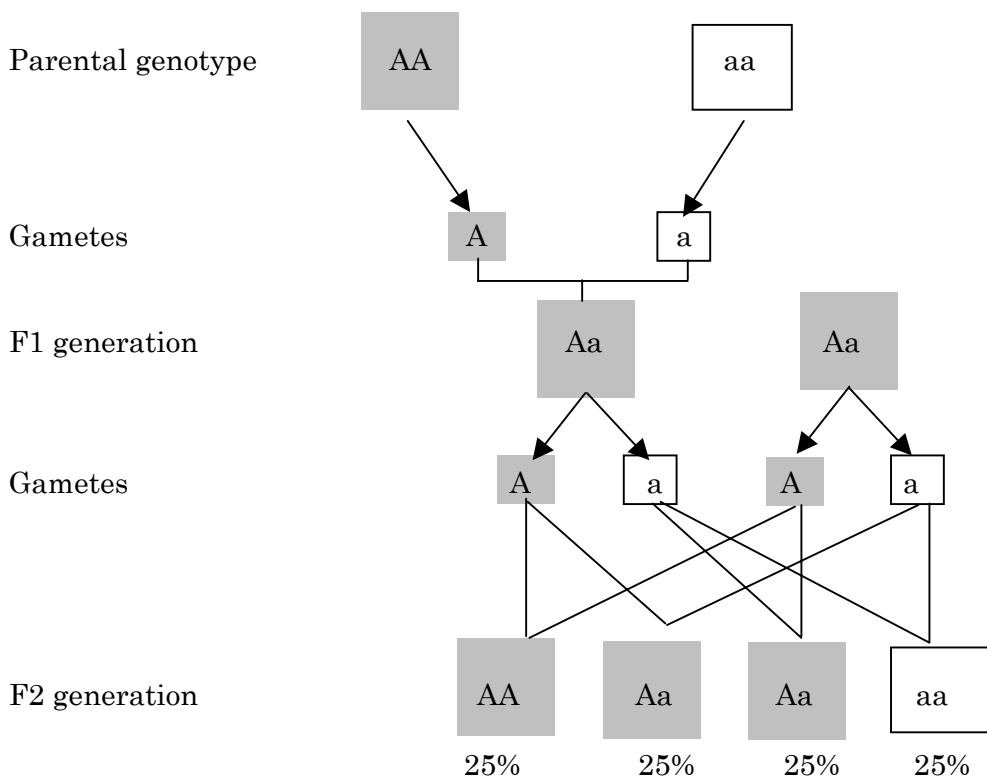 Parental genotype AA aa
Gametes A a
F1 generation Aa Aa
Gametes A a A a
F2 generation AA Aa Aa aa
25% 25% 25% 25%